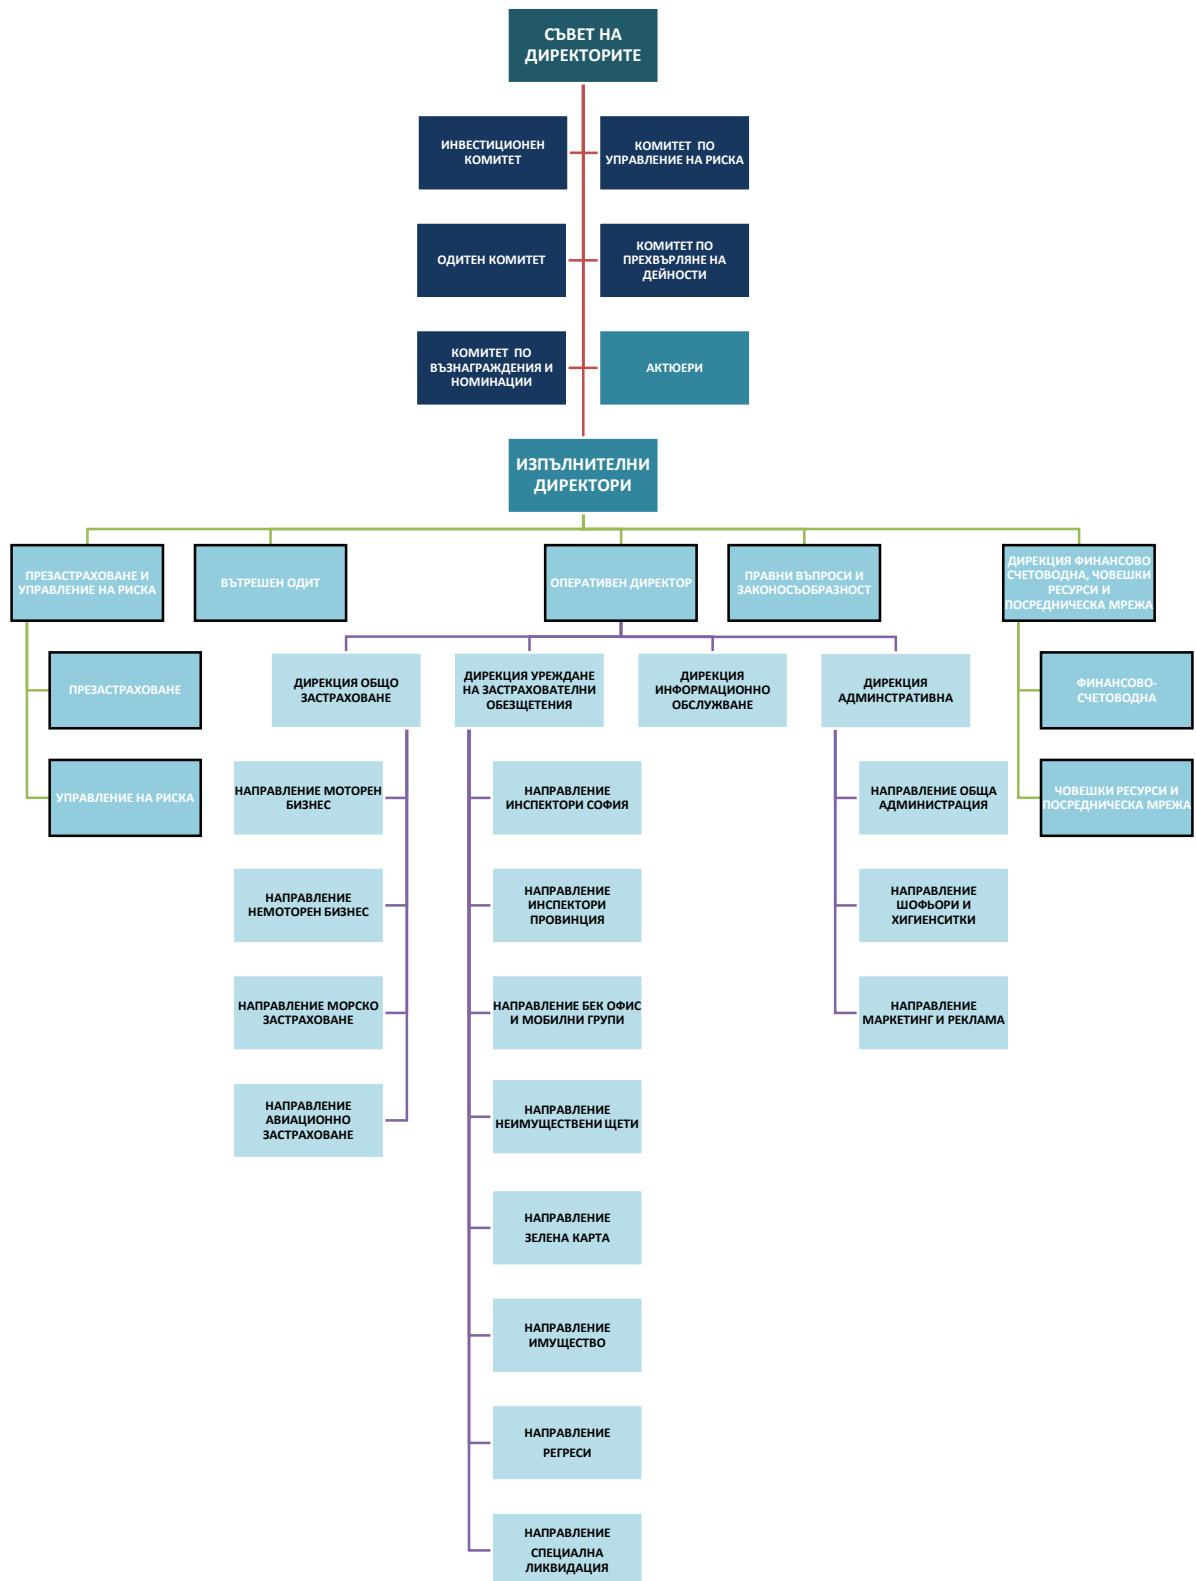 СЪВЕТ НА
ДИРЕКТОРИТЕ
ИНВЕСТИЦИОНЕН
КОМИТЕТ
КОМИТЕТ ПО
УПРАВЛЕНИЕ НА РИСКА
ОДИТЕН КОМИТЕТ
КОМИТЕТ ПО
ПРЕХВЪРЛЯНЕ НА
ДЕЙНОСТИ
КОМИТЕТ ПО
ВЪЗНАГРАЖДЕНИЯ И
НОМИНАЦИИ
АКТЮЕРИ
ИЗПЪЛНИТЕЛНИ
ДИРЕКТОРИ
ПРЕЗАСТРАХОВАНЕ И
УПРАВЛЕНИЕ НА РИСКА
ВЪТРЕШЕН ОДИТ
ОПЕРАТИВЕН ДИРЕКТОР
ПРАВНИ ВЪПРОСИ И
ЗАКОНОСЪОБРАЗНОСТ
ДИРЕКЦИЯ ФИНАНСОВО
СЧЕТОВОДНА, ЧОВЕШКИ
РЕСУРСИ И
ПОСРЕДНИЧЕСКА МРЕЖА
ПРЕЗАСТРАХОВАНЕ
УПРАВЛЕНИЕ НА РИСКА
ДИРЕКЦИЯ ОБЩО
ЗАСТРАХОВАНЕ
ДИРЕКЦИЯ УРЕЖДАНЕ
НА ЗАСТРАХОВАТЕЛНИ
ОБЕЗЩЕТЕНИЯ
ДИРЕКЦИЯ
ИНФОРМАЦИОННО
ОБСЛУЖВАНЕ
ДИРЕКЦИЯ
АДМИНСТРАТИВНА
ФИНАНСОВО-
СЧЕТОВОДНА
ЧОВЕШКИ РЕСУРСИ И
ПОСРЕДНИЧЕСКА МРЕЖА
НАПРАВЛЕНИЕ МОТОРЕН
БИЗНЕС
НАПРАВЛЕНИЕ
НЕМОТОРЕН БИЗНЕС
НАПРАВЛЕНИЕ МОРСКО
ЗАСТРАХОВАНЕ
НАПРАВЛЕНИЕ
АВИАЦИОННО
ЗАСТРАХОВАНЕ
НАПРАВЛЕНИЕ
ИНСПЕКТОРИ СОФИЯ
НАПРАВЛЕНИЕ
ИНСПЕКТОРИ
ПРОВИНЦИЯ
НАПРАВЛЕНИЕ БЕК ОФИС
И МОБИЛНИ ГРУПИ
НАПРАВЛЕНИЕ
НЕИМУЩЕСТВЕНИ ЩЕТИ
НАПРАВЛЕНИЕ
ЗЕЛЕНА КАРТА
НАПРАВЛЕНИЕ
ИМУЩЕСТВО
НАПРАВЛЕНИЕ
РЕГРЕСИ
НАПРАВЛЕНИЕ
СПЕЦИАЛНА
ЛИКВИДАЦИЯ
НАПРАВЛЕНИЕ ОБЩА
АДМИНИСТРАЦИЯ
НАПРАВЛЕНИЕ
ШОФЬОРИ И
ХИГИЕНСИТКИ
НАПРАВЛЕНИЕ
МАРКЕТИНГ И РЕКЛАМА